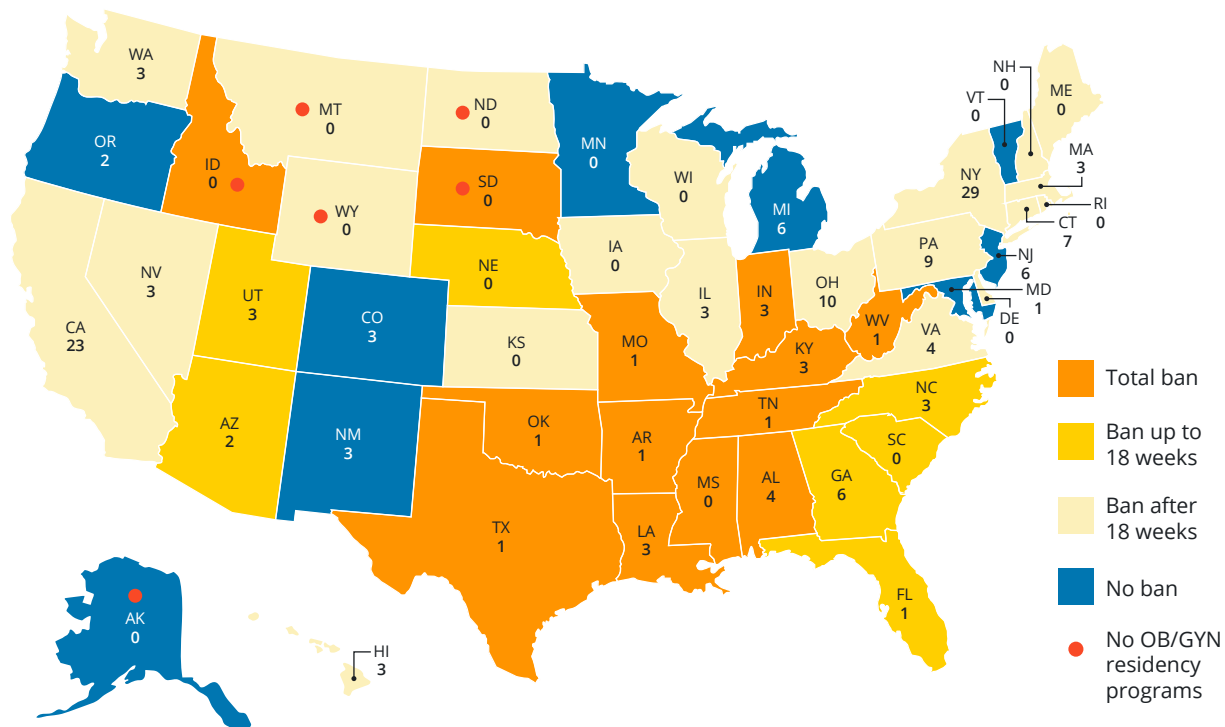 WA
3
MT
0
ND
0
MN
0
NH
0
VT
0
ME
0
OR
2
ID
0
SD
0
WI
0
MI
6
NY
29
MA
3
RI
0
CT
7
WY
0
IA
0
PA
9
NJ
6
MD
1
DE
0
NE
0
NV
3
UT
3
CO
3
IL
3
IN
3
OH
10
WV
1
VA
4
CA
23
KS
0
MO
1
KY
3
NC
3
TN
1
AZ
2
NM
3
OK
1
AR
1
SC
0
MS
0
AL
4
GA
6
TX
1
LA
3
FL
1
AK
0
HI
3
Total ban
Ban up to
18 weeks
Ban after
18 weeks
No ban
No OB/GYN
residency
programs